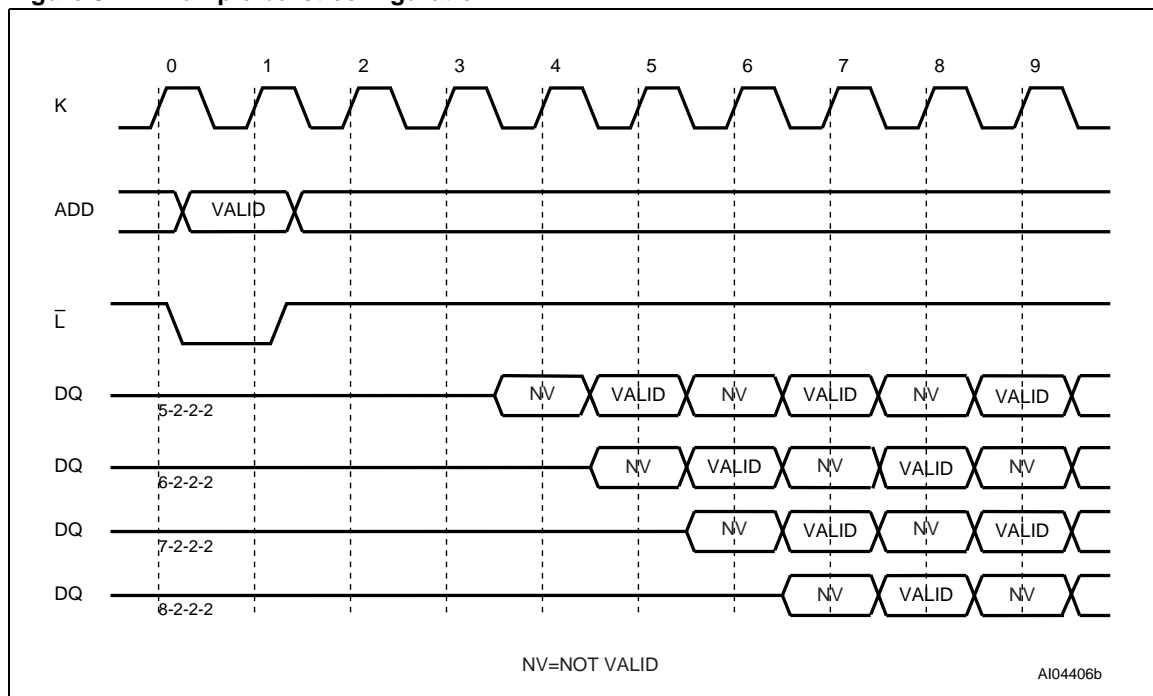 0 1 2 3 4 5 6 7 8 9
K
ADD VALID
L̅
DQ NV VALID NV VALID NV VALID
5-2-2-2
DQ NV VALID NV VALID NV
6-2-2-2
DQ NV VALID NV VALID
7-2-2-2
DQ NV VALID NV
8-2-2-2
NV=NOT VALID
AI04406b